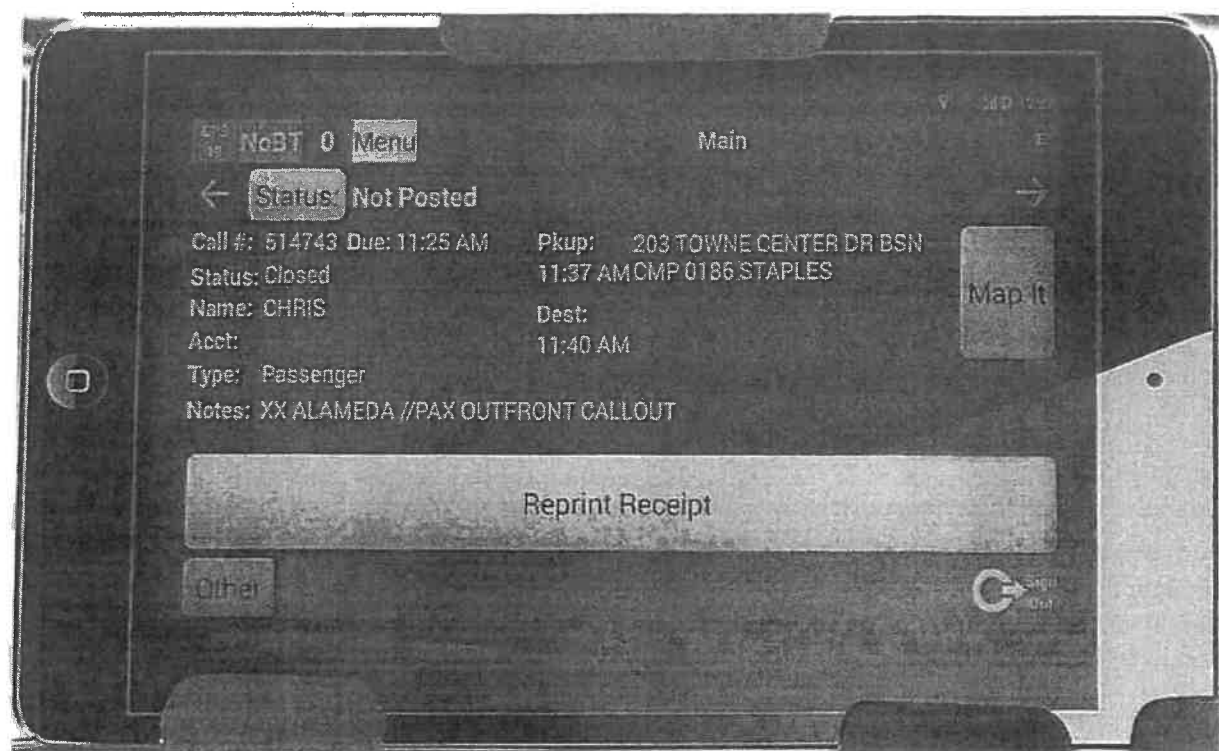 NoBT 0 Menu Main E
Status: Not Posted
Call #: 514743 Due: 11:25 AM Pkup: 203 TOWNE CENTER DR BSN
Status: Closed 11:37 AM CMP 0186 STAPLES
Map It
Name: CHRIS Dest:
Acct: 11:40 AM
Type: Passenger
Notes: XX ALAMEDA //PAX OUTFRONT CALLOUT
Reprint Receipt
Other Sign
Out